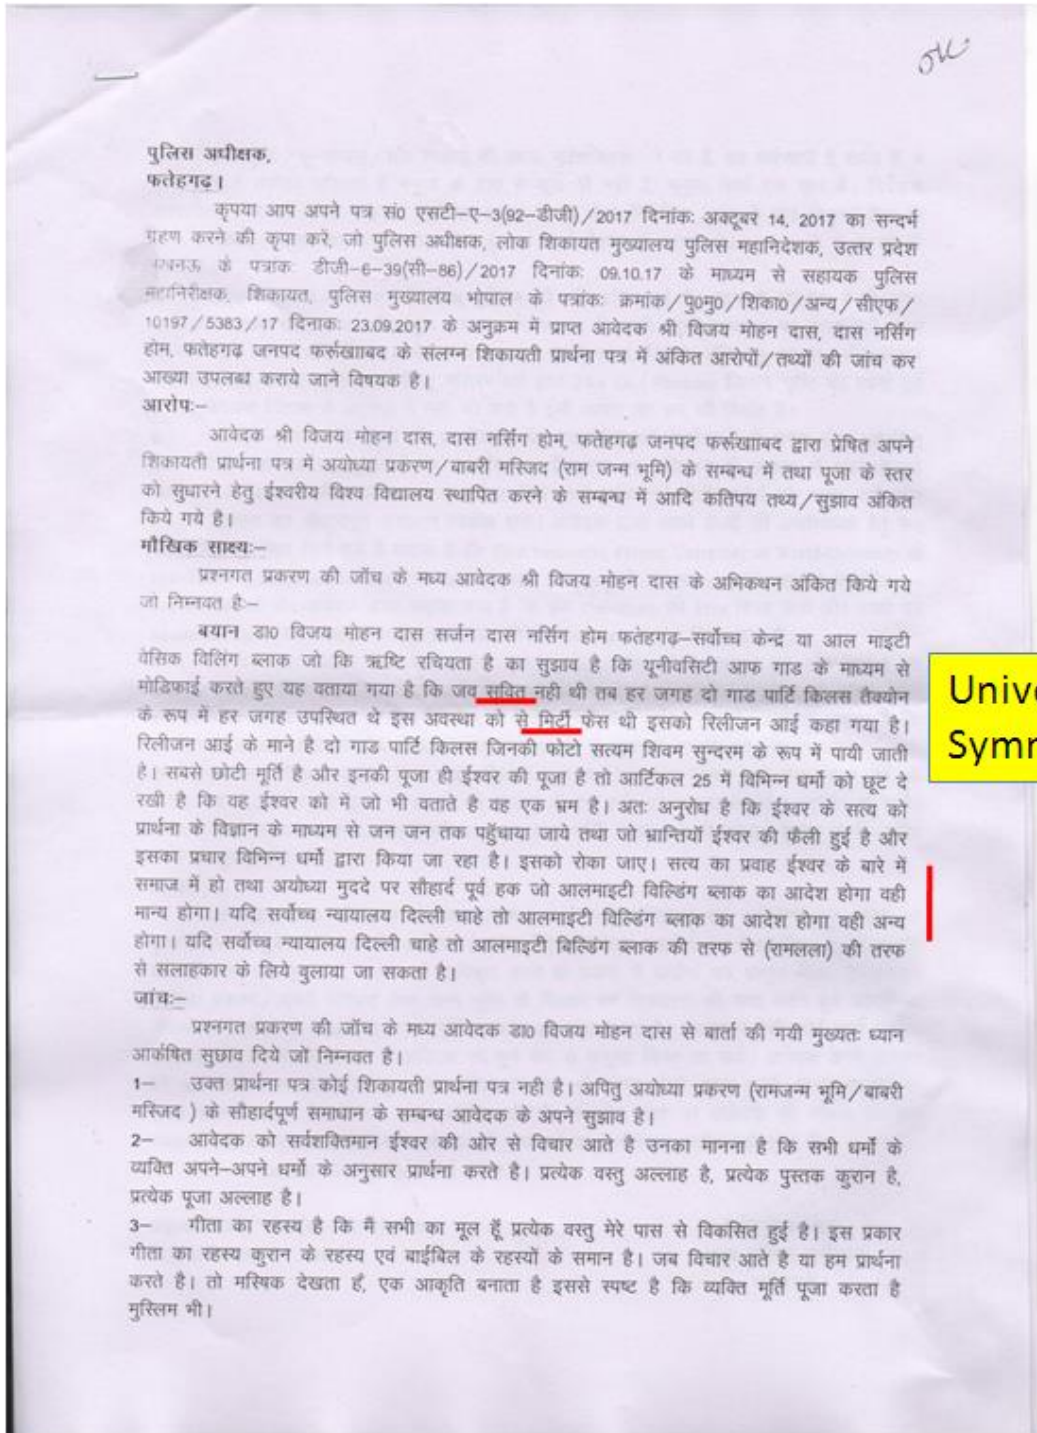 OK
पुलिस अधीक्षक,
फतेहगढ़।
कृपया आप अपने पत्र सं0 एसटी–ए–3(92–डीजी)/2017 दिनांकः अक्टूबर 14, 2017 का सन्दर्भ
ग्रहण करने की कृपा करें, जो पुलिस अधीक्षक, लोक शिकायत मुख्यालय पुलिस महानिदेशक, उत्तर प्रदेश
के पत्रांक डीजी–6–39(सी–86)/2017 दिनांकः 09.10.17 के माध्यम से सहायक पुलिस
महानिरीक्षक, शिकायत, पुलिस मुख्यालय भोपाल के पत्रांकः क्रमांक/पु0मु0/शिका0/अन्य/सीएफ/
10197/5383/17 दिनाकः 23.09.2017 के अनुक्रम में प्राप्त आवेदक श्री विजय मोहन दास, दास नर्सिग
होम, फतेहगढ़ जनपद फर्रूखााबद के संलग्न शिकायती प्रार्थना पत्र में अंकित आरोपों/तथ्यों की जांच कर
आख्या उपलब्ध कराये जाने विषयक है।
आरोपः–
आवेदक श्री विजय मोहन दास, दास नर्सिग होम, फतेहगढ़ जनपद फर्रूखााबद द्वारा प्रेषित अपने
शिकायती प्रार्थना पत्र में अयोध्या प्रकरण/बाबरी मस्जिद (राम जन्म भूमि) के सम्बन्ध में तथा पूजा के स्तर
को सुधारने हेतु ईश्वरीय विश्व विद्यालय स्थापित करने के सम्बन्ध में आदि कतिपय तथ्य/सुझाव अंकित
किये गये है।
मौखिक साक्ष्यः–
प्रश्नगत प्रकरण की जॉच के मध्य आवेदक श्री विजय मोहन दास के अभिकथन अंकित किये गये
जो निम्नवत हैः–
बयान डा0 विजय मोहन दास सर्जन दास नर्सिग होम फतेहगढ़–सर्वोच्च केन्द्र या आल माइटी
वेसिक विलिंग ब्लाक जो कि ऋष्टि रचियता है का सुझाव है कि यूनीवसिटी आफ गाड के माध्यम से
मोडिफाई करते हुए यह वताया गया है कि जव सवित नही थी तब हर जगह दो गाड पार्टि किलस तैक्योन
के रूप में हर जगह उपस्थित थे इस अवस्था को से मिर्टी फेस थी इसको रिलीजन आई कहा गया है।
रिलीजन आई के माने है दो गाड पार्टि किलस जिनकी फोटो सत्यम शिवम सुन्दरम के रूप में पायी जाती
है। सबसे छोटी मूर्ति है और इनकी पूजा ही ईश्वर की पूजा है तो आर्टिकल 25 में विभिन्न धर्मो को छूट दे
रखी है कि वह ईश्वर को में जो भी वताते है वह एक भ्रम है। अतः अनुरोध है कि ईश्वर के सत्य को
प्रार्थना के विज्ञान के माध्यम से जन जन तक पहुॅचाया जाये तथा जो भ्रान्तियॉ ईश्वर की फैली हुई है और
इसका प्रचार विभिन्न धर्मो द्वारा किया जा रहा है। इसको रोका जाए। सत्य का प्रवाह ईश्वर के बारे में
समाज में हो तथा अयोध्या मुददे पर सौहार्द पूर्व हक जो आलमाइटी विल्डिंग ब्लाक का आदेश होगा वही
मान्य होगा। यदि सर्वोच्च न्यायालय दिल्ली चाहे तो आलमाइटी विल्डिंग ब्लाक का आदेश होगा वही अन्य
होगा। यदि सर्वोच्च न्यायालय दिल्ली चाहे तो आलमाइटी बिल्डिंग ब्लाक की तरफ से (रामलला) की तरफ
से सलाहकार के लिये वुलाया जा सकता है।
जांचः–
प्रश्नगत प्रकरण की जॉच के मध्य आवेदक डा0 विजय मोहन दास से बार्ता की गयी मुख्यतः ध्यान
आर्कषित सुछाव दिये जो निम्नवत है।
1– उक्त प्रार्थना पत्र कोई शिकायती प्रार्थना पत्र नही है। अपितु अयोध्या प्रकरण (रामजन्म भूमि/बाबरी
मस्जिद ) के सौहार्दपूर्ण समाधान के सम्बन्ध आवेदक के अपने सुझाव है।
2– आवेदक को सर्वशक्तिमान ईश्वर की ओर से विचार आते है उनका मानना है कि सभी धर्मो के
व्यक्ति अपने–अपने धर्मो के अनुसार प्रार्थना करते है। प्रत्येक वस्तु अल्लाह है, प्रत्येक पुस्तक कुरान है,
प्रत्येक पूजा अल्लाह है।
3– गीता का रहस्य है कि मैं सभी का मूल हूँ प्रत्येक वस्तु मेरे पास से विकसित हुई है। इस प्रकार
गीता का रहस्य कुरान के रहस्य एवं बाईबिल के रहस्यों के समान है। जब विचार आते है या हम प्रार्थना
करते है। तो मस्षिक देखता हॅ, एक आकृति बनाता है इससे स्पष्ट है कि व्यक्ति मूर्ति पूजा करता है
मुस्लिम भी।
Unive
Symr